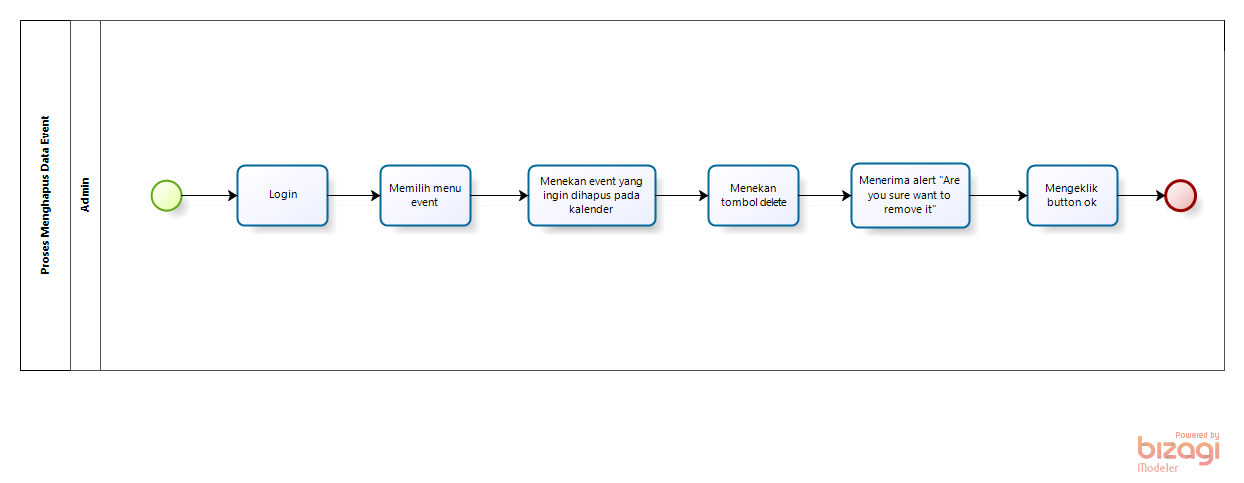 Proses Menghapus Data Event
Admin
Login
Memilih menu
event
Menekan event yang
ingin dihapus pada
kalender
Menekan
tombol delete
Menerima alert "Are
you sure want to
remove it"
Mengeklik
button ok
Powered by
bizagi
Modeler